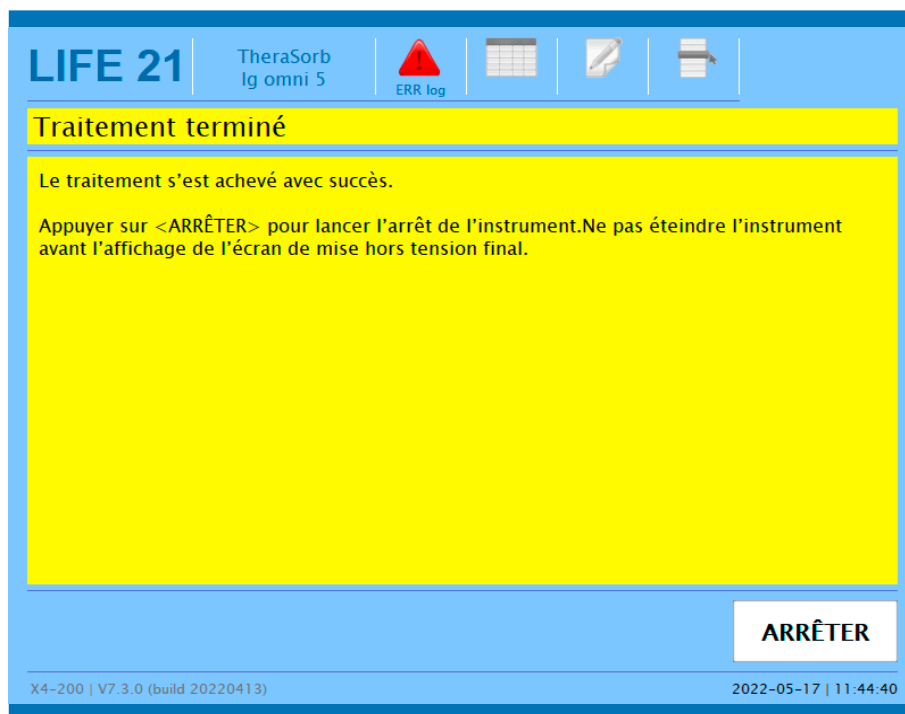 LIFE 21
TheraSorb
Ig omni 5
ERR log
Traitement terminé
Le traitement s'est achevé avec succès.
Appuyer sur <ARRÊTER> pour lancer l'arrêt de l'instrument.Ne pas éteindre l'instrument
avant l'affichage de l'écran de mise hors tension final.
ARRÊTER
X4-200 | V7.3.0 (build 20220413)
2022-05-17 | 11:44:40